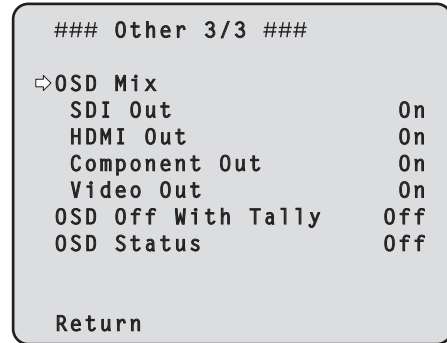 ### Other 3/3 ###
⇨OSD Mix
SDI Out On
HDMI Out On
Component Out On
Video Out On
OSD Off With Tally Off
OSD Status Off
Return